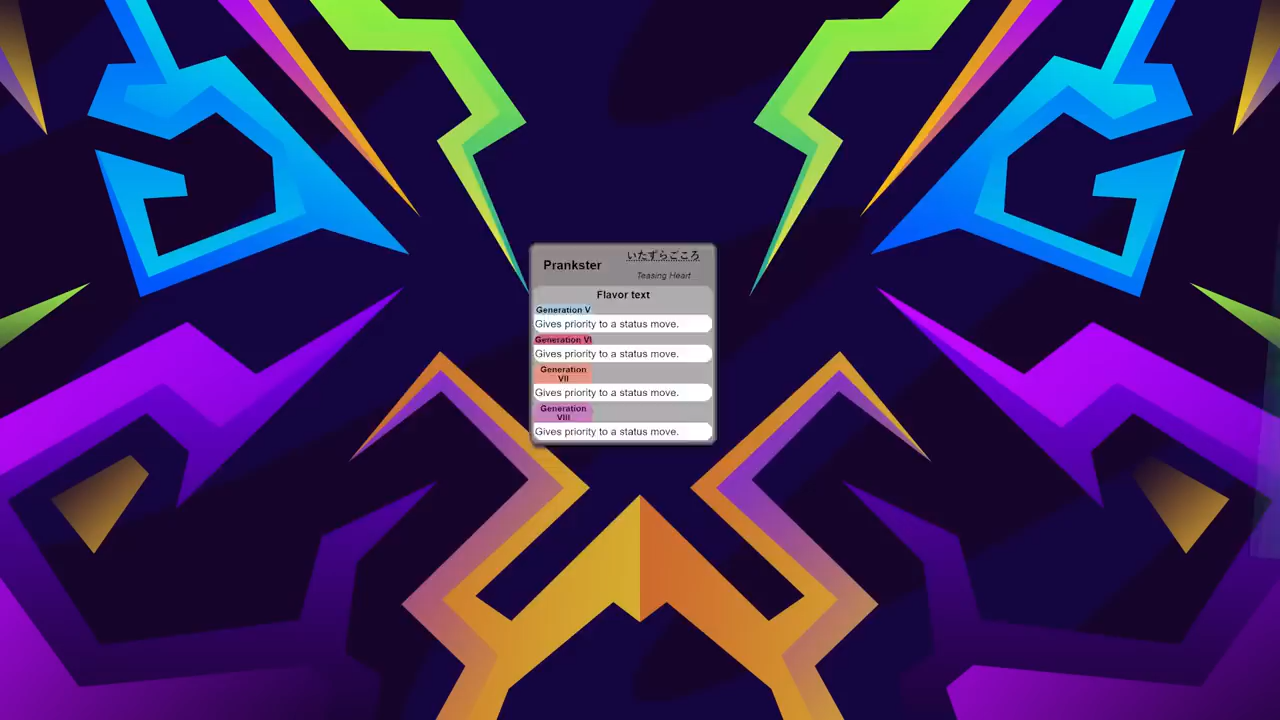 Prankster
いたずらごころ
Teasing Heart
Flavor text
Generation V
Gives priority to a status move.
Generation VI
Gives priority to a status move.
Generation
VII
Gives priority to a status move.
Generation
VIII
Gives priority to a status move.